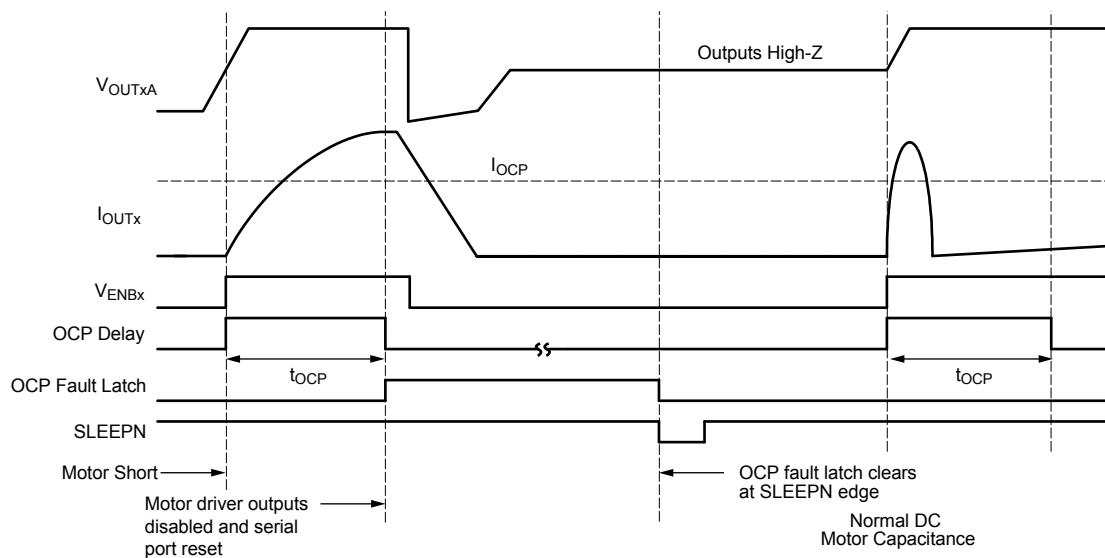 Outputs High-Z
VOUTxA
IOCP
IOUTx
VENBx
OCP Delay
tOCP
tOCP
OCP Fault Latch
SLEEPN
Motor Short
OCP fault latch clears
at SLEEPN edge
Motor driver outputs
disabled and serial
port reset
Normal DC
Motor Capacitance